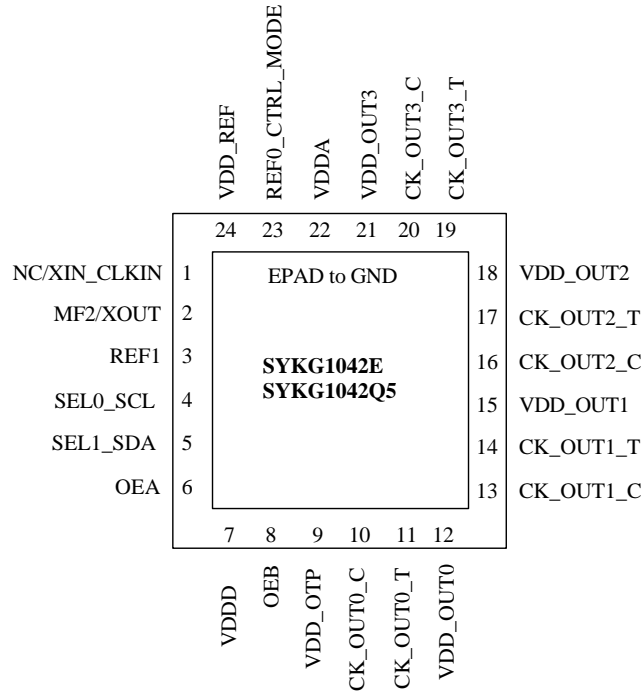 VDD_REF
REF0_CTRL_MODE
VDDA
VDD_OUT3
CK_OUT3_C
CK_OUT3_T
24 23 22 21 20 19
NC/XIN_CLKIN 1
MF2/XOUT 2
REF1 3
SEL0_SCL 4
SEL1_SDA 5
OEA 6
EPAD to GND
SYKG1042E
SYKG1042Q5
18 VDD_OUT2
17 CK_OUT2_T
16 CK_OUT2_C
15 VDD_OUT1
14 CK_OUT1_T
13 CK_OUT1_C
7 8 9 10 11 12
VDDD
OEB
VDD_OTP
CK_OUT0_C
CK_OUT0_T
VDD_OUT0